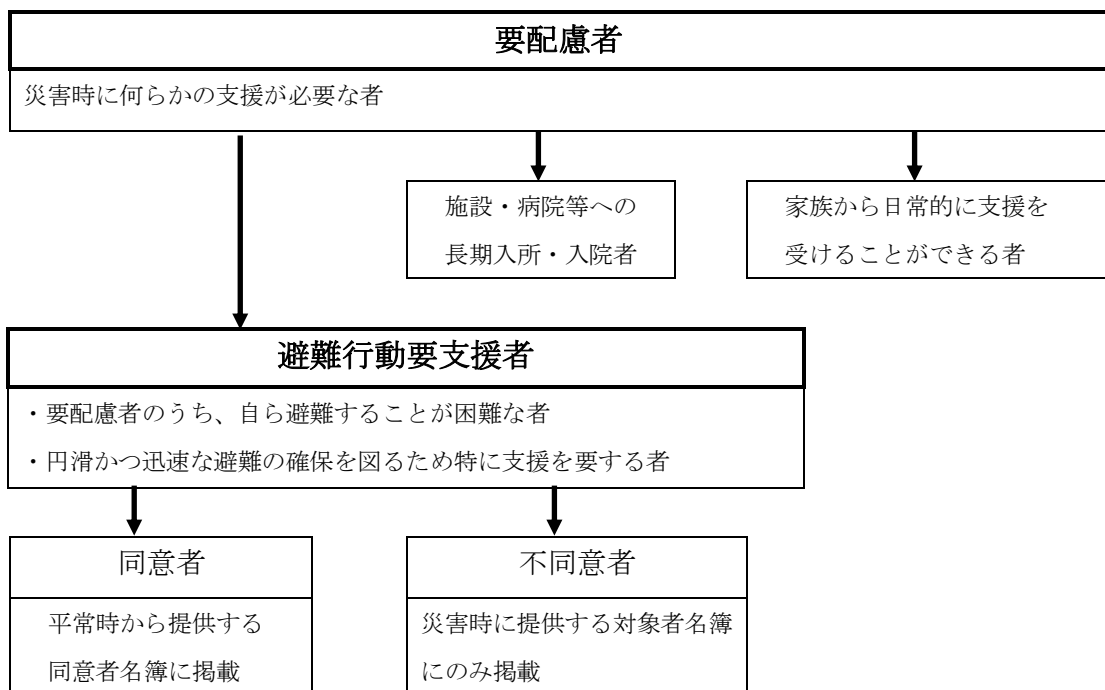 要配慮者
災害時に何らかの支援が必要な者
施設・病院等への
長期入所・入院者
家族から日常的に支援を
受けることができる者
避難行動要支援者
・要配慮者のうち、自ら避難することが困難な者
・円滑かつ迅速な避難の確保を図るため特に支援を要する者
同意者
平常時から提供する
同意者名簿に掲載
不同意者
災害時に提供する対象者名簿
にのみ掲載